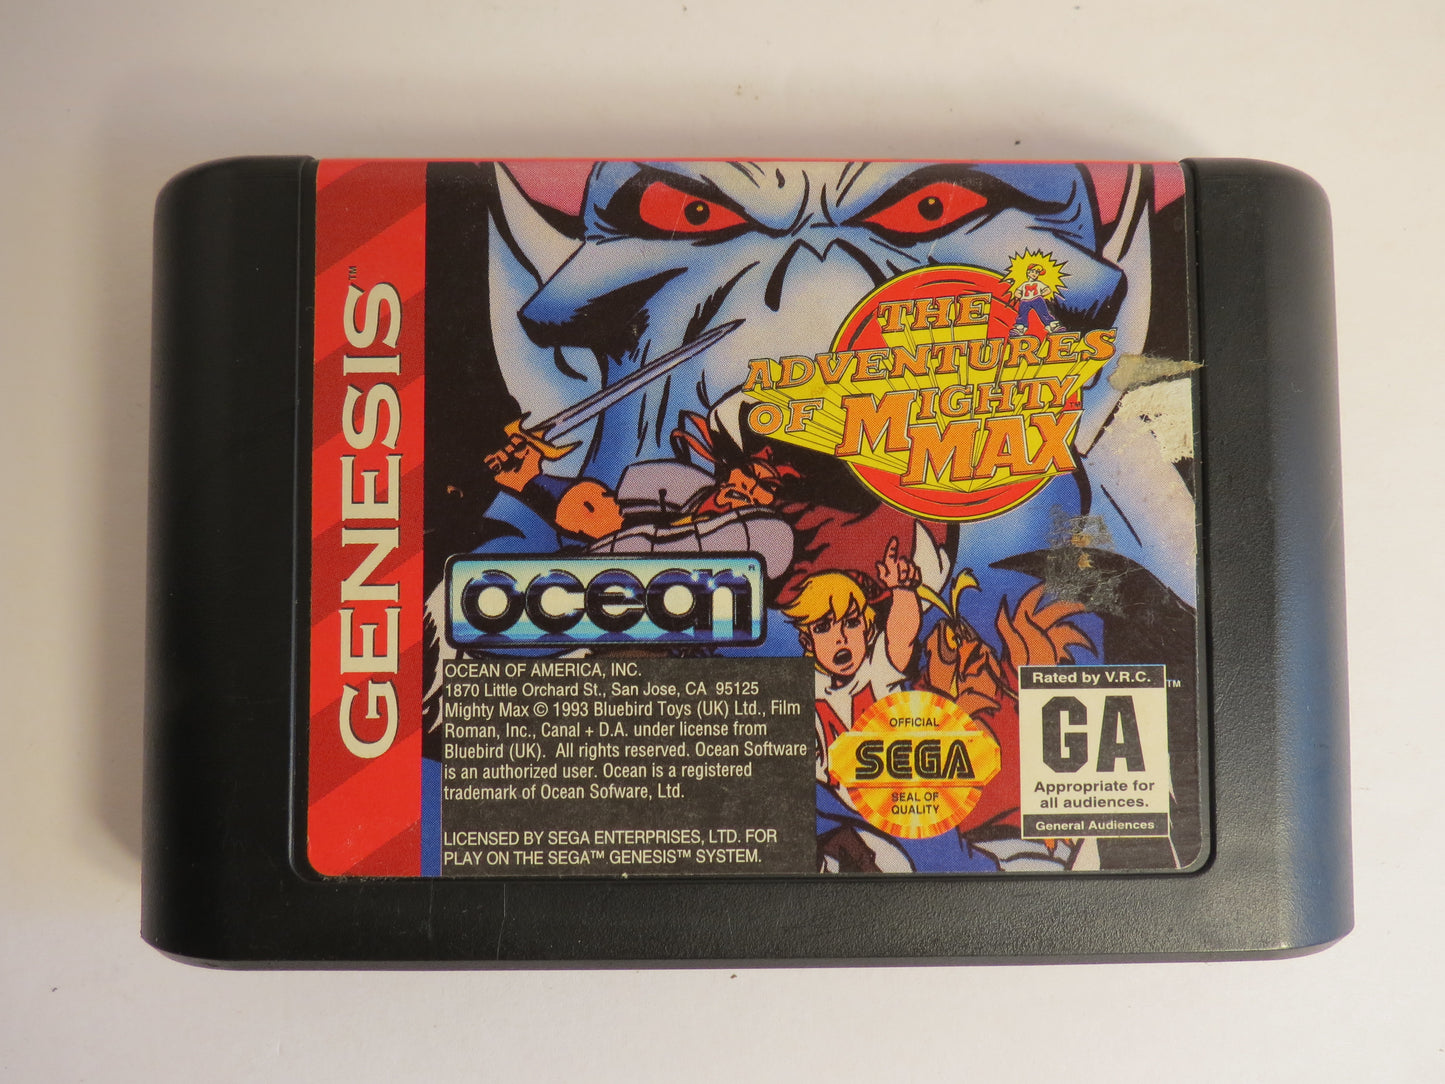 GENESIS™
THE
ADVENTURES
OF MIGHTY
MAX
M
ocean®
OCEAN OF AMERICA, INC.
1870 Little Orchard St., San Jose, CA 95125
Mighty Max © 1993 Bluebird Toys (UK) Ltd., Film
Roman, Inc., Canal + D.A. under license from
Bluebird (UK). All rights reserved. Ocean Software
is an authorized user. Ocean is a registered
trademark of Ocean Sofware, Ltd.
LICENSED BY SEGA ENTERPRISES, LTD. FOR
PLAY ON THE SEGA™ GENESIS™ SYSTEM.
OFFICIAL
SEGA
SEAL OF
QUALITY
Rated by V.R.C. ™
GA
Appropriate for
all audiences.
General Audiences